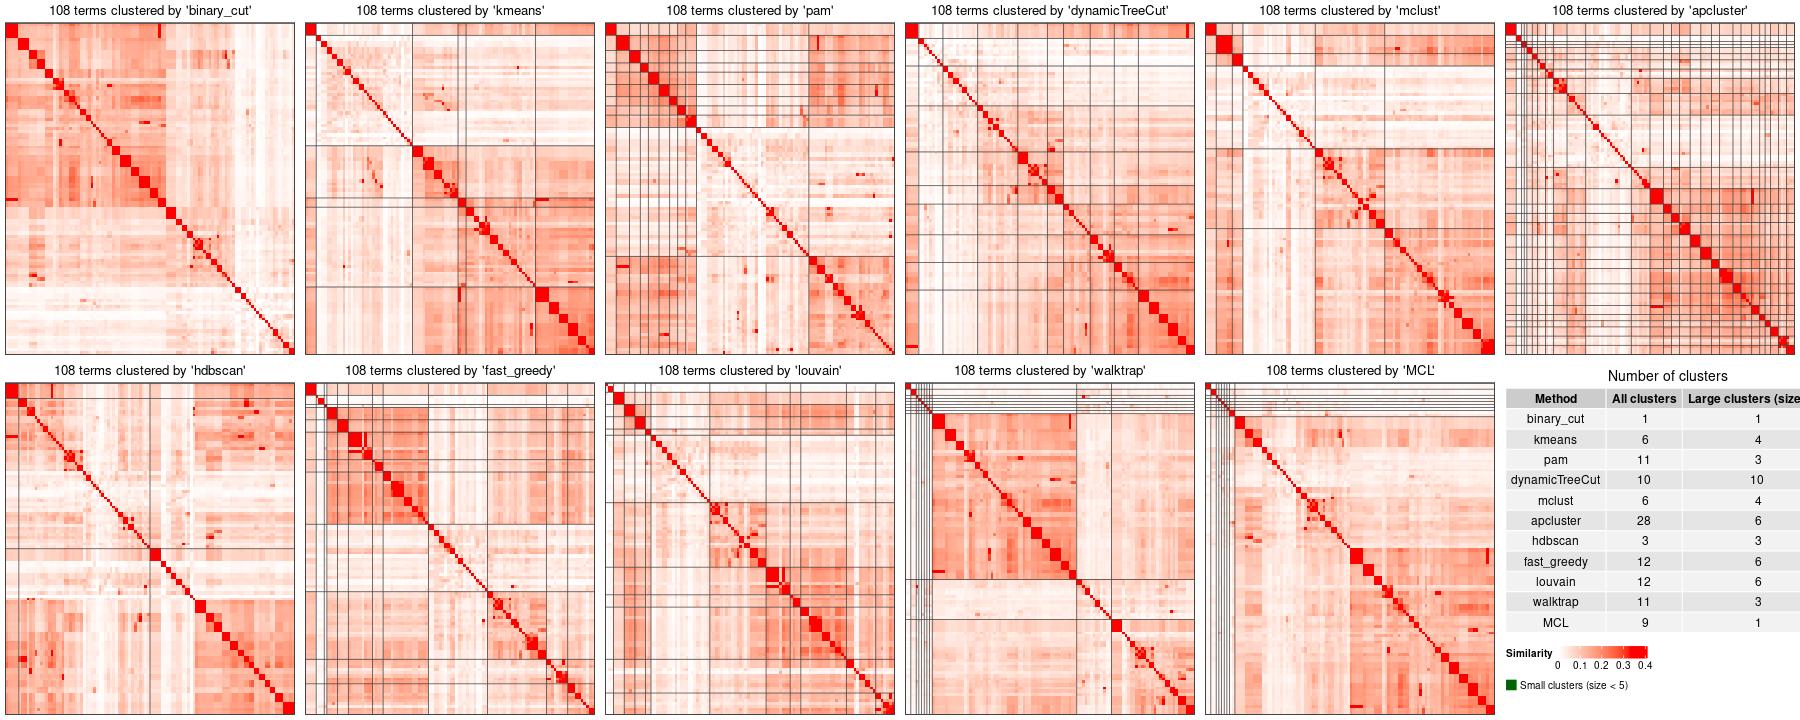 108 terms clustered by 'binary_cut'
108 terms clustered by 'kmeans'
108 terms clustered by 'pam'
108 terms clustered by 'dynamicTreeCut'
108 terms clustered by 'mclust'
108 terms clustered by 'apcluster'
108 terms clustered by 'hdbscan'
108 terms clustered by 'fast_greedy'
108 terms clustered by 'louvain'
108 terms clustered by 'walktrap'
108 terms clustered by 'MCL'
Number of clusters
Method All clusters Large clusters (size
binary_cut 1 1
kmeans 6 4
pam 11 3
dynamicTreeCut 10 10
mclust 6 4
apcluster 28 6
hdbscan 3 3
fast_greedy 12 6
louvain 12 6
walktrap 11 3
MCL 9 1
Similarity
0 0.1 0.2 0.3 0.4
Small clusters (size < 5)